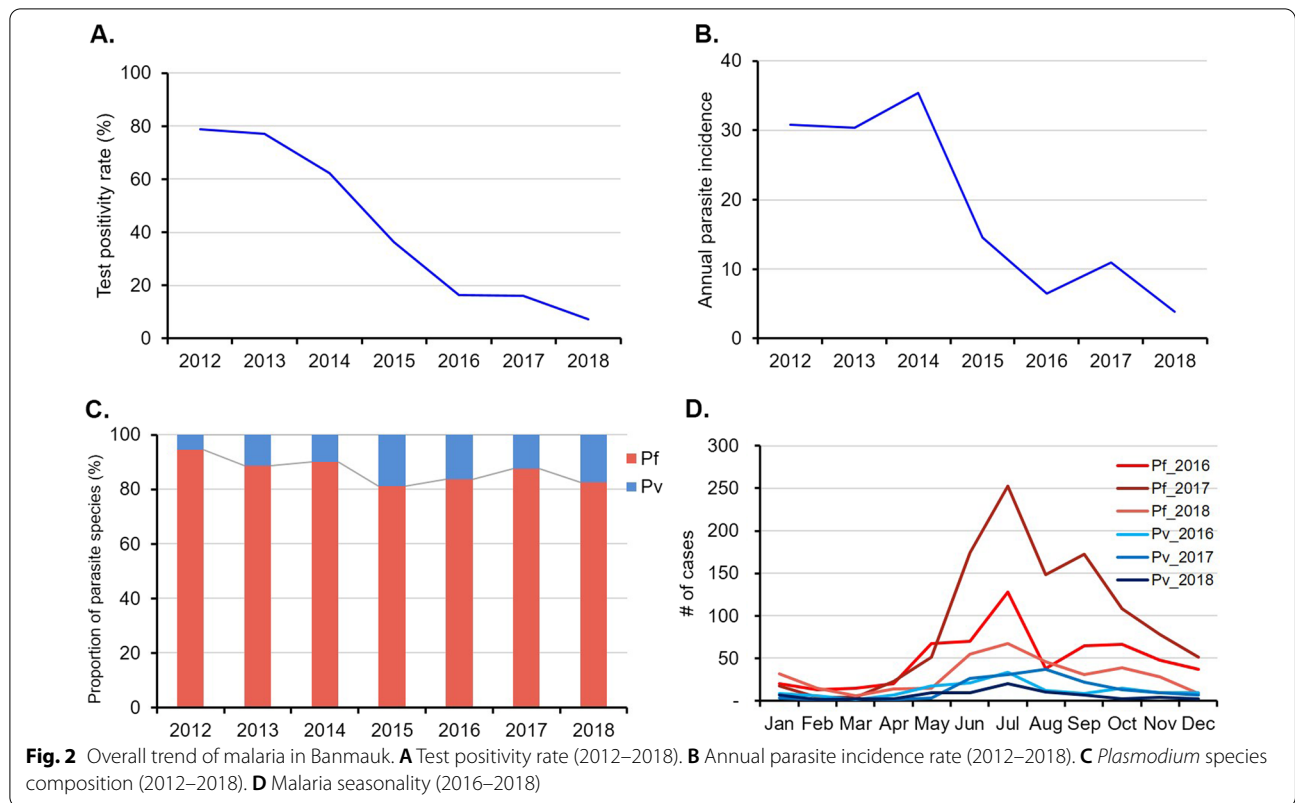 A.
Test positivity rate (%)
100
80
60
40
20
0
2012 2013 2014 2015 2016 2017 2018
B.
Annual parasite incidence
40
30
20
10
0
2012 2013 2014 2015 2016 2017 2018
C.
Proportion of parasite species (%)
100
80
60
40
20
0
2012 2013 2014 2015 2016 2017 2018
Pf
Pv
D.
# of cases
300
250
200
150
100
50
-
Jan Feb Mar Apr May Jun Jul Aug Sep Oct Nov Dec
Pf_2016
Pf_2017
Pf_2018
Pv_2016
Pv_2017
Pv_2018
Fig. 2 Overall trend of malaria in Banmauk. A Test positivity rate (2012–2018). B Annual parasite incidence rate (2012–2018). C Plasmodium species
composition (2012–2018). D Malaria seasonality (2016–2018)